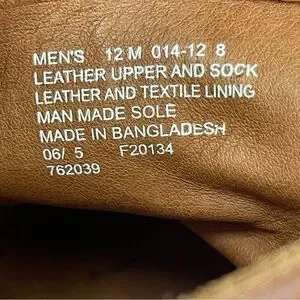 MEN'S 12 M 014-12 8
LEATHER UPPER AND SOCK
LEATHER AND TEXTILE LINING
MAN MADE SOLE
MADE IN BANGLADESH
06/ 5 F20134
762039